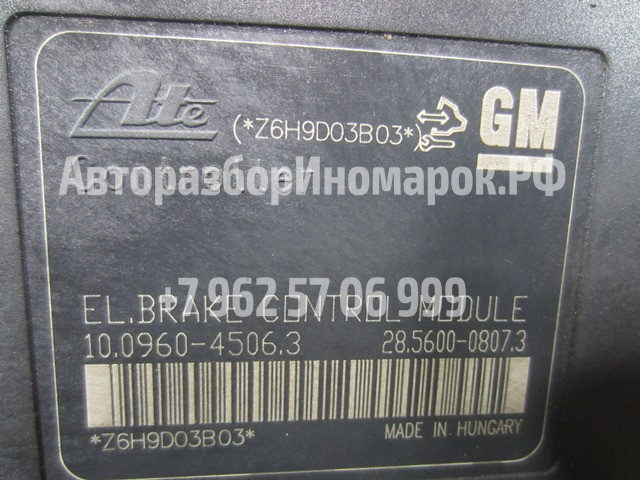 Ate
(*Z6H9D03B03*)
GM
АвторазборИномарок.РФ
+7 962 57 06 999
EL.BRAKE CONTROL MODULE
10.0960-4506.3 28.5600-0807.3
*Z6H9D03B03* MADE IN HUNGARY